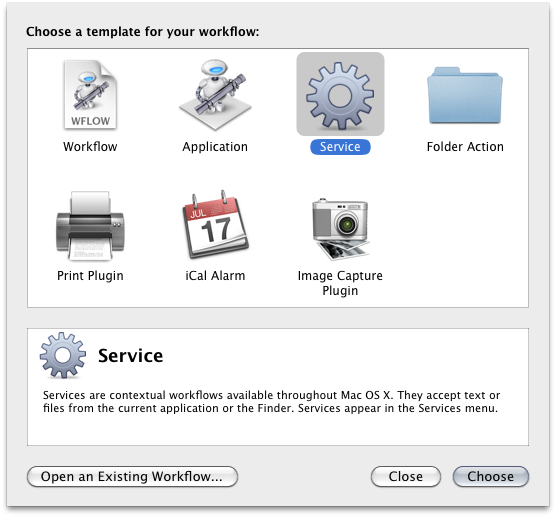 Choose a template for your workflow:
WFLOW
Workflow
Application
Service
Folder Action
JUL
17
Print Plugin
iCal Alarm
Image Capture
Plugin
Service
Services are contextual workflows available throughout Mac OS X. They accept text or
files from the current application or the Finder. Services appear in the Services menu.
Open an Existing Workflow...
Close
Choose